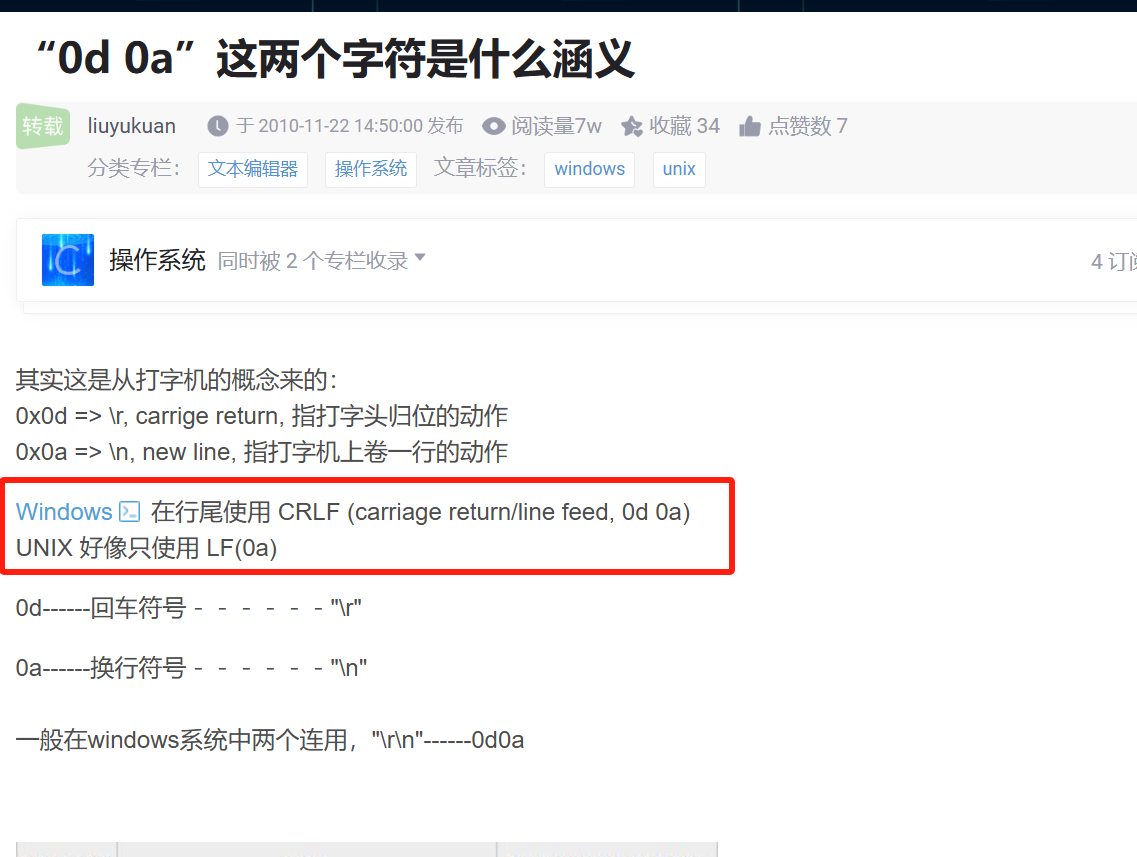 “0d 0a” 这两个字符是什么涵义
转载 liuyukuan 于 2010-11-22 14:50:00 发布 阅读量7w 收藏 34 点赞数 7
分类专栏： 文本编辑器 操作系统 文章标签： windows unix
操作系统 同时被 2 个专栏收录 4 订阅
其实这是从打字机的概念来的：
0x0d => \r, carrige return, 指打字头归位的动作
0x0a => \n, new line, 指打字机上卷一行的动作
Windows 在行尾使用 CRLF (carriage return/line feed, 0d 0a)
UNIX 好像只使用 LF(0a)
0d------回车符号－－－－－－"\r"
0a------换行符号－－－－－－"\n"
一般在windows系统中两个连用，"\r\n"------0d0a